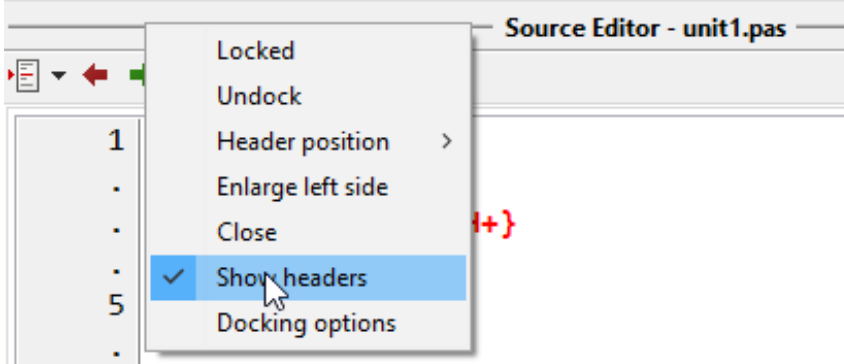 Source Editor - unit1.pas
Locked
Undock
1
Header position
.
Enlarge left side
.
Close
+}
.
Show headers
5
Docking options
.